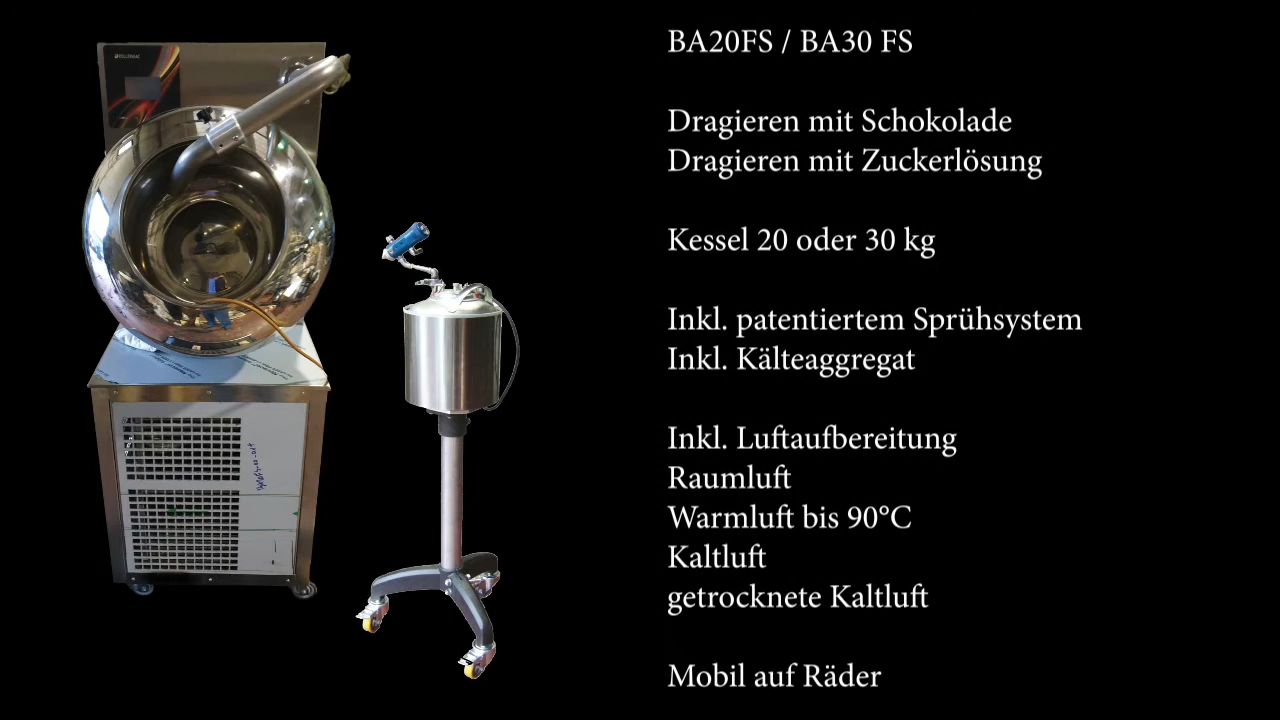 BA20FS / BA30 FS
Dragieren mit Schokolade
Dragieren mit Zuckerlösung
Kessel 20 oder 30 kg
Inkl. patentiertem Sprühsystem
Inkl. Kälteaggregat
Inkl. Luftaufbereitung
Raumluft
Warmluft bis 90°C
Kaltluft
getrocknete Kaltluft
Mobil auf Räder